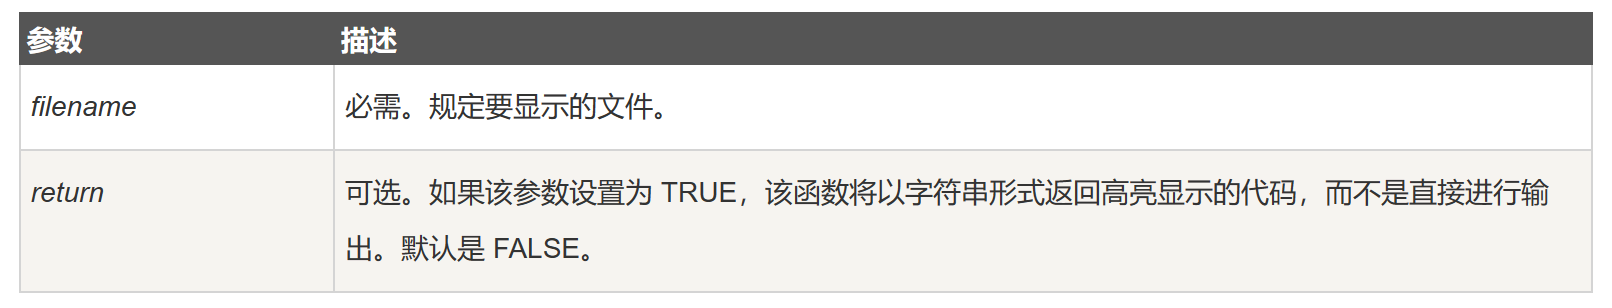 参数 描述
filename 必需。规定要显示的文件。
return 可选。如果该参数设置为 TRUE，该函数将以字符串形式返回高亮显示的代码，而不是直接进行输
出。默认是 FALSE。